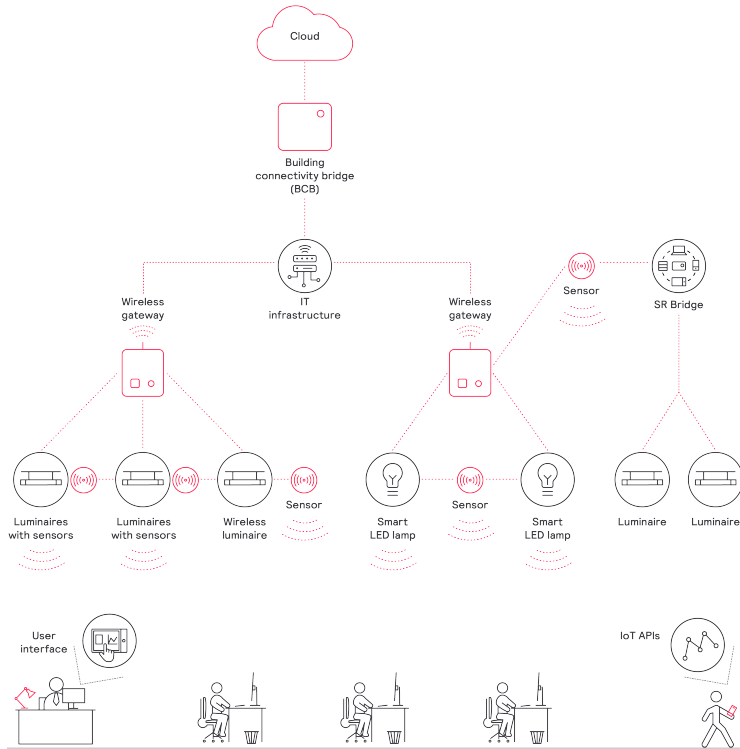 Cloud
Building
connectivity bridge
(BCB)
Wireless
gateway
IT
infrastructure
Wireless
gateway
Sensor
SR Bridge
Luminaires
with sensors
Luminaires
with sensors
Wireless
luminaire
Sensor
Smart
LED lamp
Sensor
Smart
LED lamp
Luminaire
Luminaire
User
interface
IoT APIs